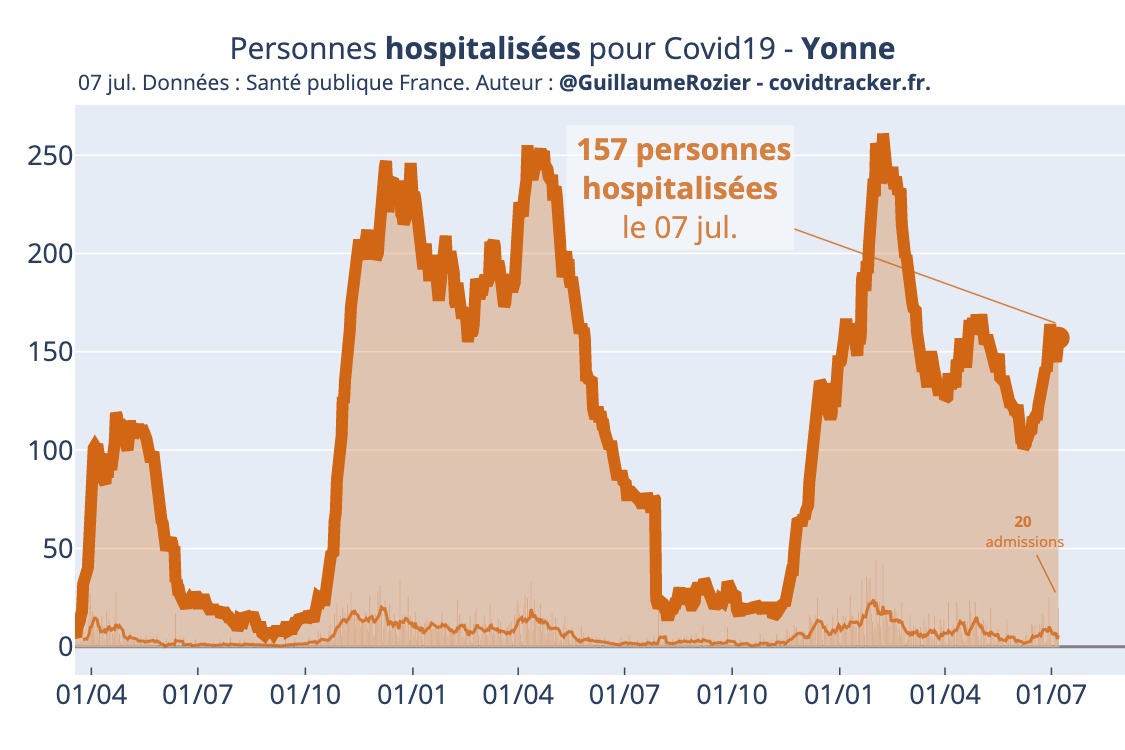 Personnes hospitalisées pour Covid19 - Yonne
07 jul. Données : Santé publique France. Auteur : @GuillaumeRozier - covidtracker.fr.
250
200
150
100
50
0
157 personnes
hospitalisées
le 07 jul.
20
admissions
01/04 01/07 01/10 01/01 01/04 01/07 01/10 01/01 01/04 01/07